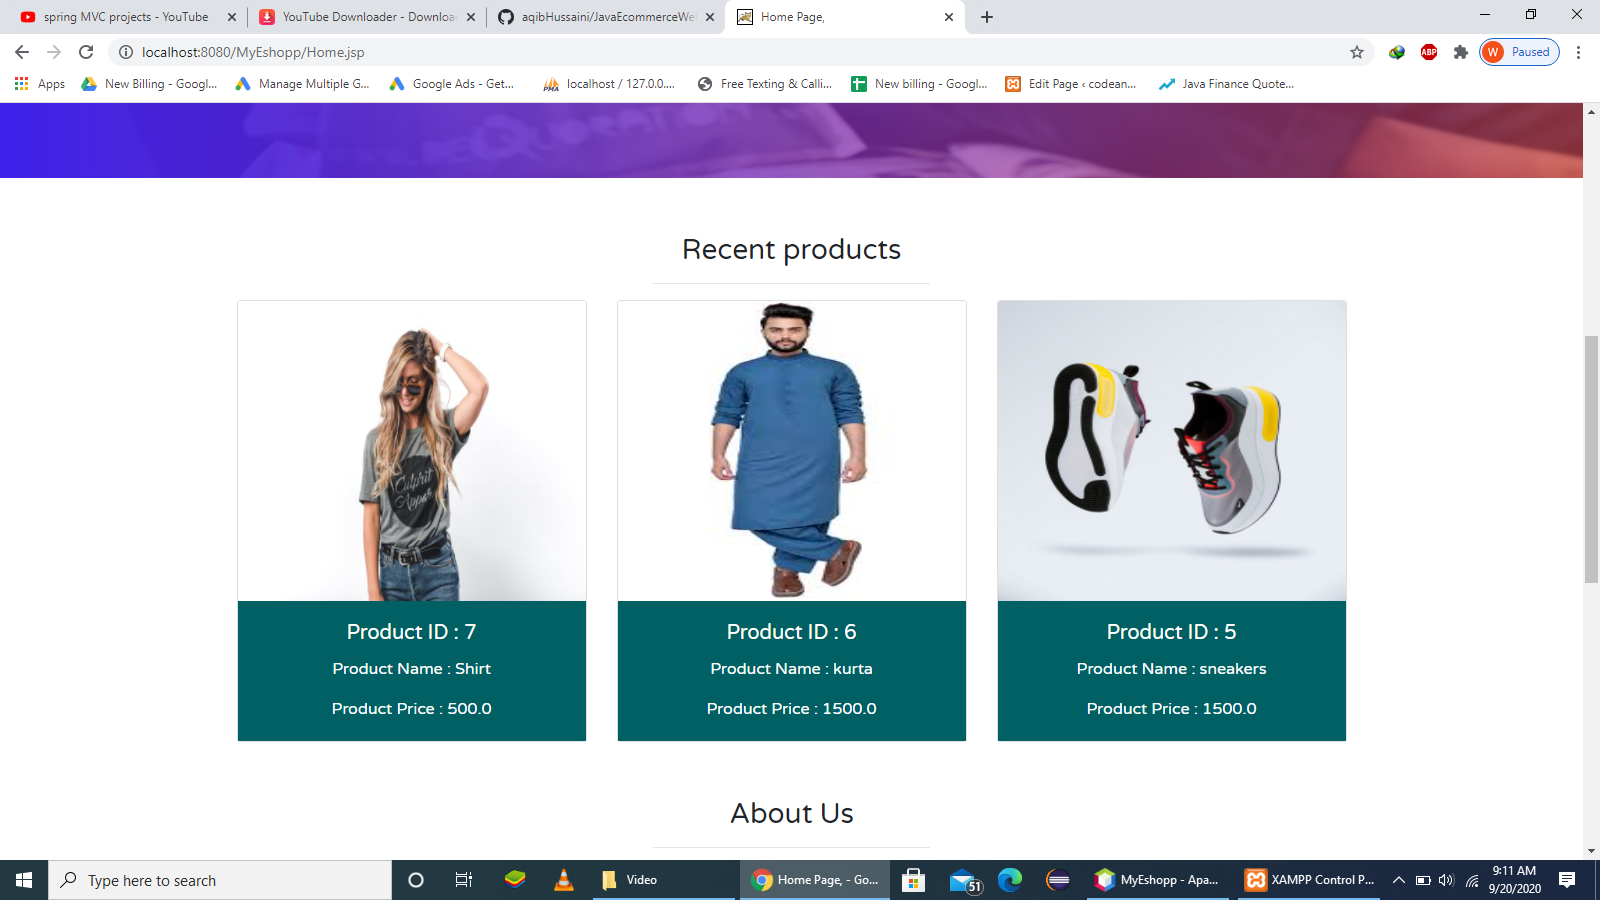 spring MVC projects - YouTube
YouTube Downloader - Downloa
aqibHussaini/JavaEcommerceWe
Home Page,
localhost:8080/MyEshopp/Home.jsp
ABP
W Paused
Apps
New Billing - Googl...
Manage Multiple G...
Google Ads - Get...
PMA
localhost / 127.0.0....
Free Texting & Calli...
New billing - Googl...
Edit Page ‹ codean...
Java Finance Quote...
Recent products
Culprit
Product ID : 7
Product Name : Shirt
Product Price : 500.0
Product ID : 6
Product Name : kurta
Product Price : 1500.0
Product ID : 5
Product Name : sneakers
Product Price : 1500.0
About Us
Type here to search
Video
Home Page, - Go...
51
MyEshopp - Apa...
XAMPP Control P...
9:11 AM
9/20/2020